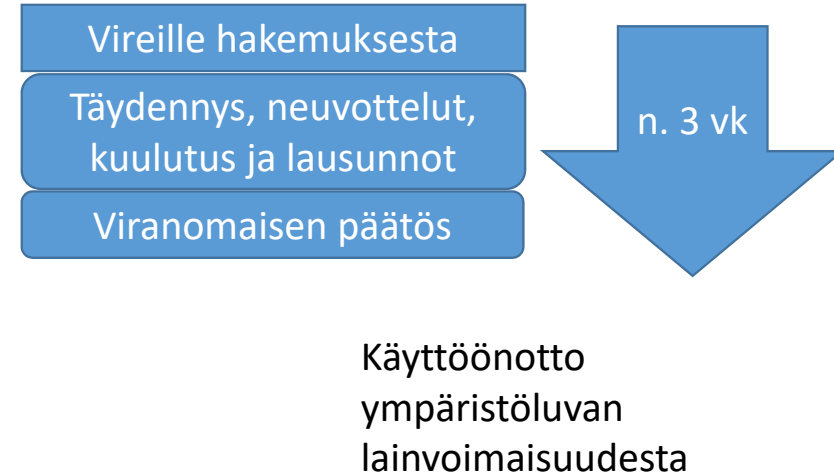 Vireille hakemuksesta
Täydennys, neuvottelut,
kuulutus ja lausunnot
Viranomaisen päätös
n. 3 vk
Käyttöönotto
ympäristöluvan
lainvoimaisuudesta